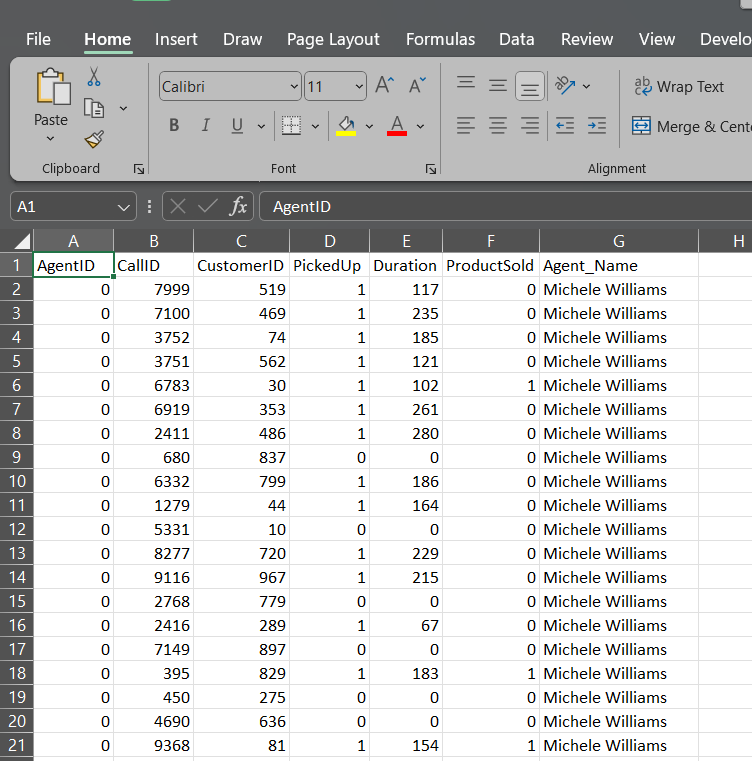 File Home Insert Draw Page Layout Formulas Data Review View Develo
Paste Calibri 11 A A ab Wrap Text
B I U A Merge & Cente
Clipboard Font Alignment
A1 fx AgentID
A B C D E F G H
1 AgentID CallID CustomerID PickedUp Duration ProductSold Agent_Name
2 0 7999 519 1 117 0 Michele Williams
3 0 7100 469 1 235 0 Michele Williams
4 0 3752 74 1 185 0 Michele Williams
5 0 3751 562 1 121 0 Michele Williams
6 0 6783 30 1 102 1 Michele Williams
7 0 6919 353 1 261 0 Michele Williams
8 0 2411 486 1 280 0 Michele Williams
9 0 680 837 0 0 0 Michele Williams
10 0 6332 799 1 186 0 Michele Williams
11 0 1279 44 1 164 0 Michele Williams
12 0 5331 10 0 0 0 Michele Williams
13 0 8277 720 1 229 0 Michele Williams
14 0 9116 967 1 215 0 Michele Williams
15 0 2768 779 0 0 0 Michele Williams
16 0 2416 289 1 67 0 Michele Williams
17 0 7149 897 0 0 0 Michele Williams
18 0 395 829 1 183 1 Michele Williams
19 0 450 275 0 0 0 Michele Williams
20 0 4690 636 0 0 0 Michele Williams
21 0 9368 81 1 154 1 Michele Williams